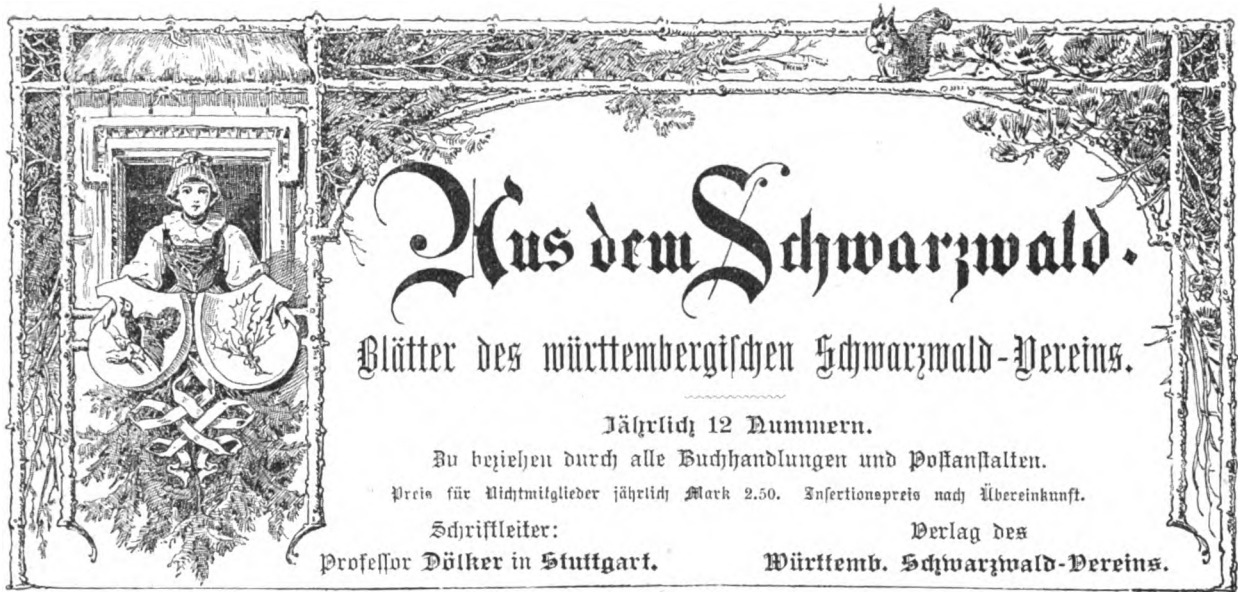 Aus dem Schwarzwald.
Blätter des württembergischen Schwarzwald-Vereins.
Jährlich 12 Nummern.
Zu beziehen durch alle Buchhandlungen und Postanstalten.
Preis für Nichtmitglieder jährlich Mark 2.50. Insertionspreis nach Übereinkunft.
Schriftleiter:
Professor Dölker in Stuttgart.
Verlag des
Württemb. Schwarzwald-Vereins.